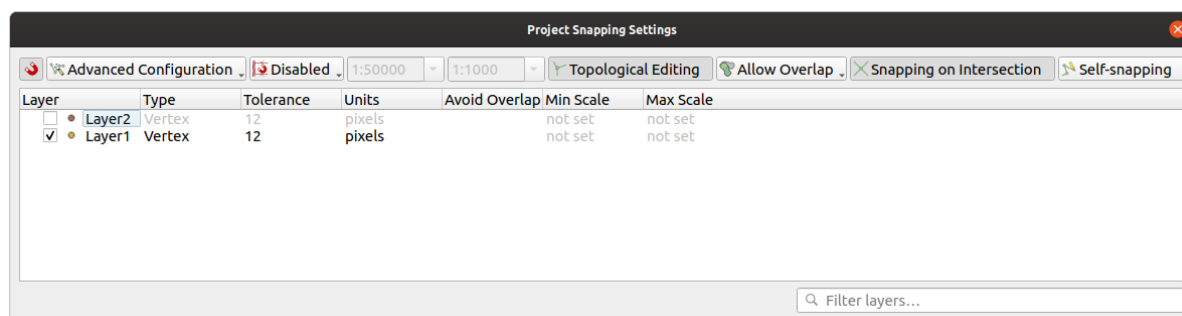 Project Snapping Settings
Advanced Configuration Disabled 1:50000 1:1000 Topological Editing Allow Overlap Snapping on Intersection Self-snapping
Layer Type Tolerance Units Avoid Overlap Min Scale Max Scale
Layer2 Vertex 12 pixels not set not set
Layer1 Vertex 12 pixels not set not set
Filter layers…